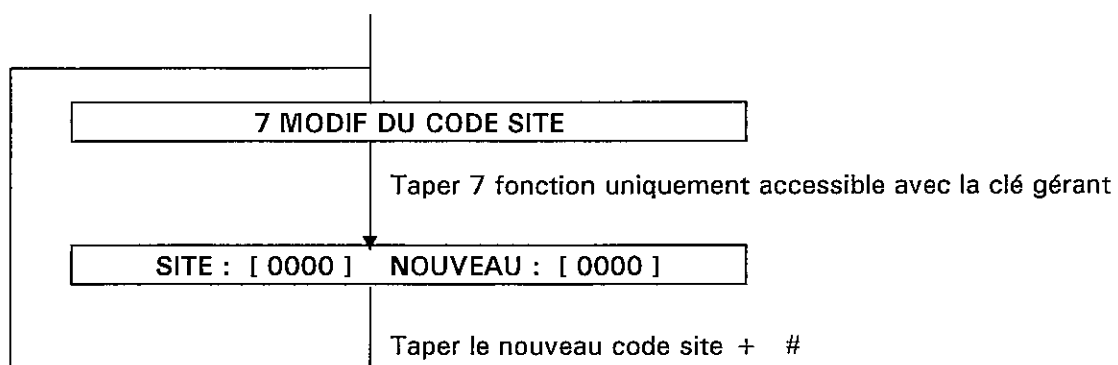 7 MODIF DU CODE SITE
Taper 7 fonction uniquement accessible avec la clé gérant
SITE : [ 0000 ] NOUVEAU : [ 0000 ]
Taper le nouveau code site + #